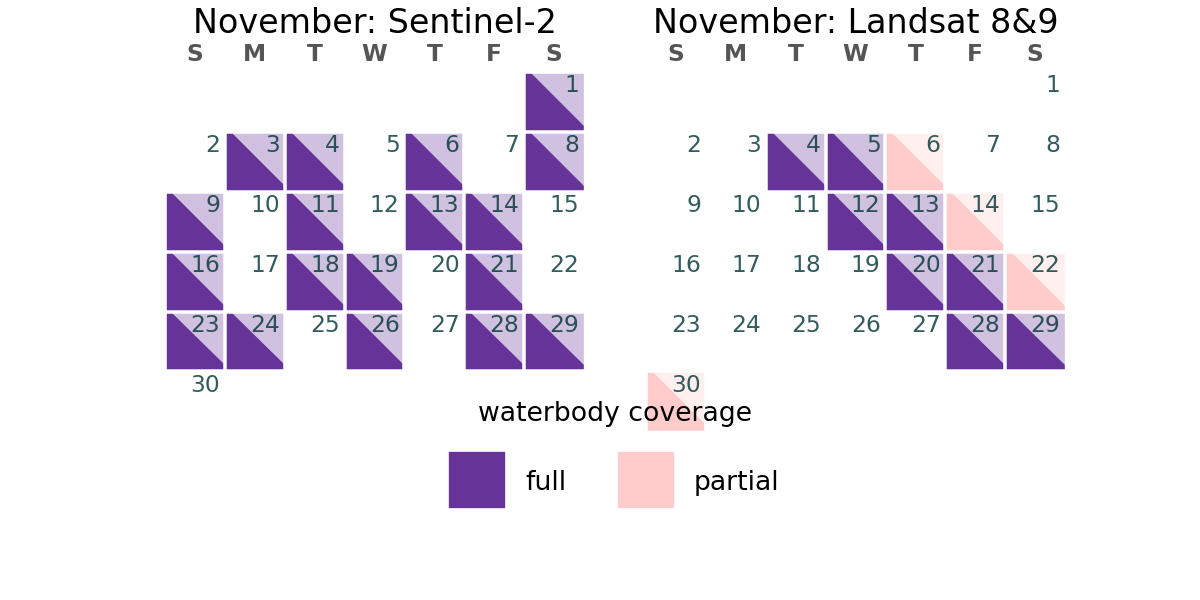 November: Sentinel-2
S M T W T F S
1
2 3 4 5 6 7 8
9 10 11 12 13 14 15
16 17 18 19 20 21 22
23 24 25 26 27 28 29
30
November: Landsat 8&9
S M T W T F S
1
2 3 4 5 6 7 8
9 10 11 12 13 14 15
16 17 18 19 20 21 22
23 24 25 26 27 28 29
30
waterbody coverage
full partial